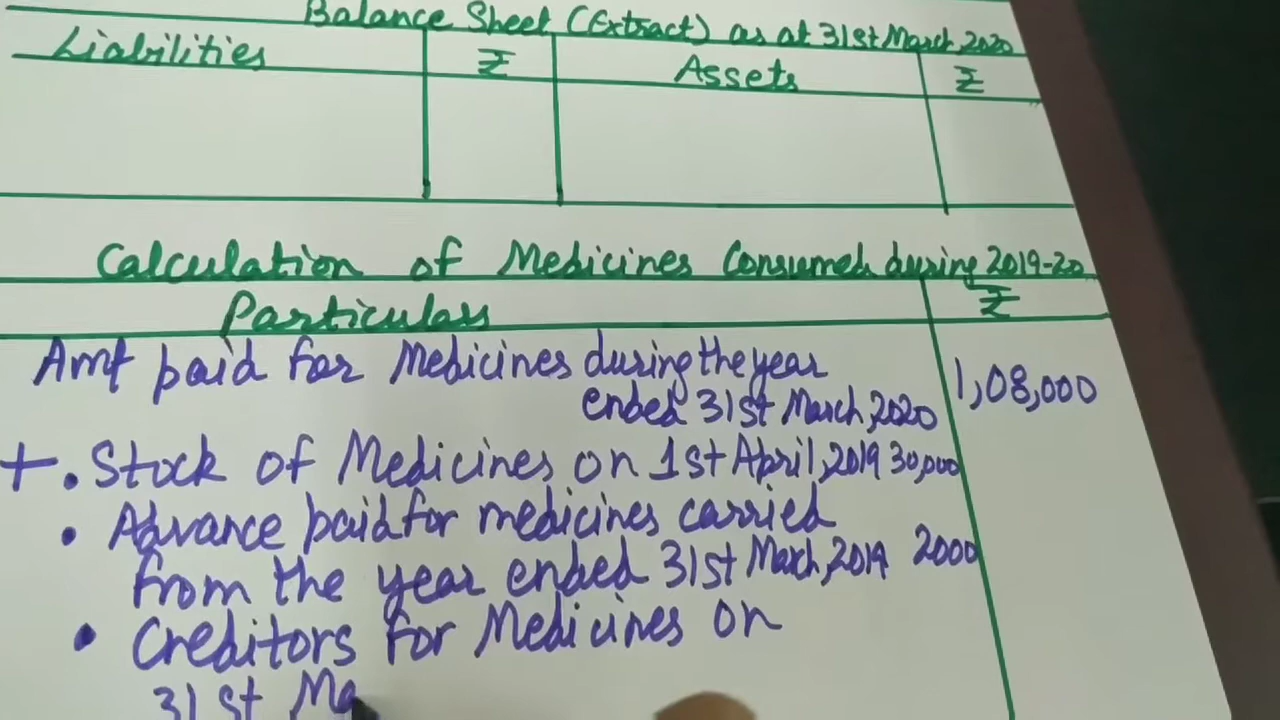 Balance Sheet (Extract) as at 31st March, 2020
Liabilities ₹ Assets ₹
Calculation of Medicines Consumed during 2019-20
Particulars ₹
Amt paid for Medicines during the year
ended 31st March, 2020 1,08,000
+ • Stock of Medicines on 1st April, 2019 30,000
• Advance paid for medicines carried
from the year ended 31st March, 2019 2000
• Creditors for Medicines on
31st Ma